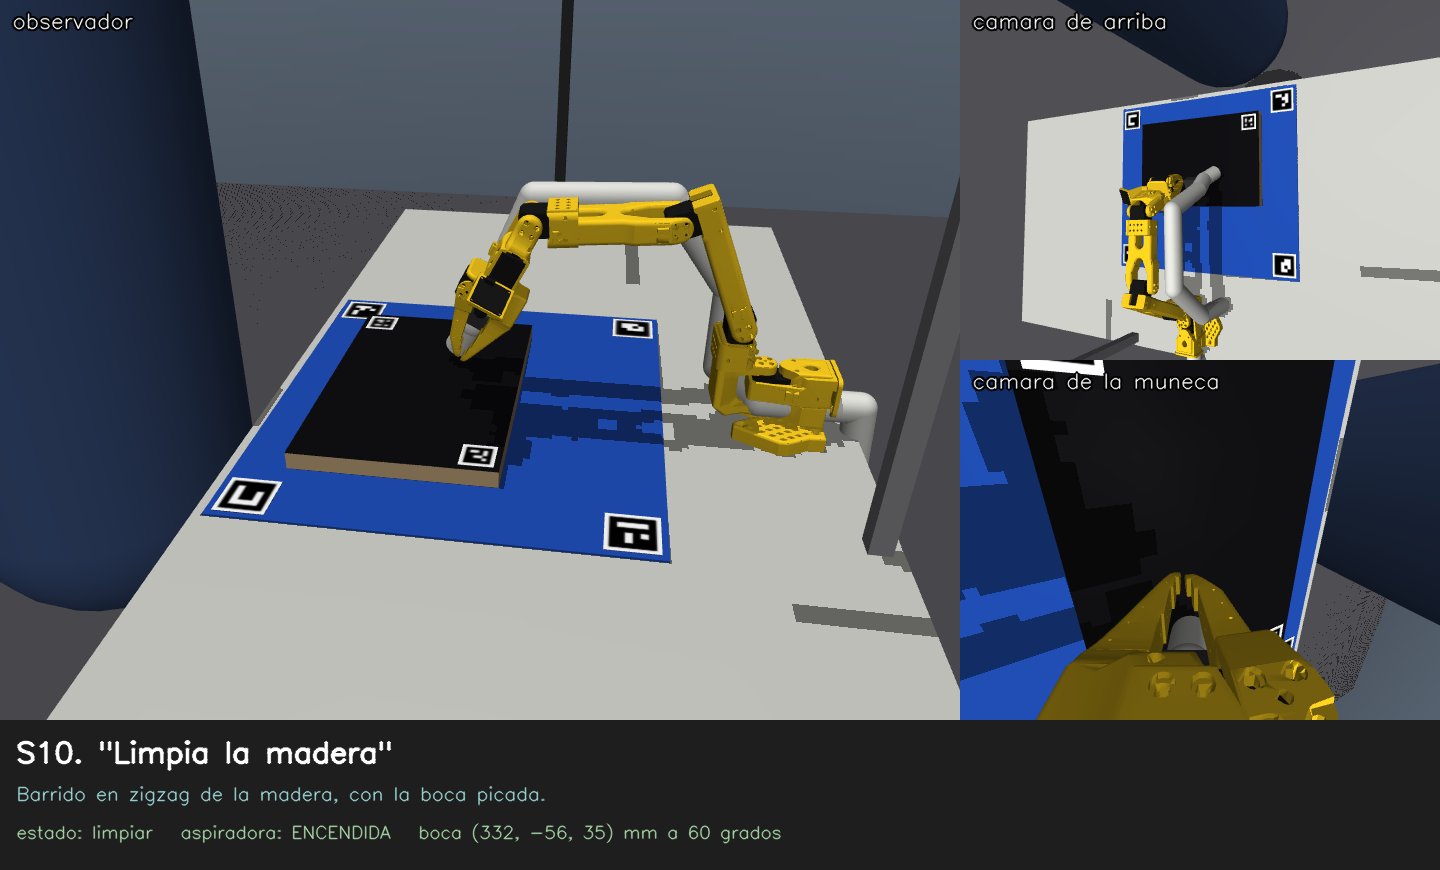 observador
camara de arriba
camara de la muneca
S10. "Limpia la madera"
Barrido en zigzag de la madera, con la boca picada.
estado: limpiar aspiradora: ENCENDIDA boca (332, −56, 35) mm a 60 grados